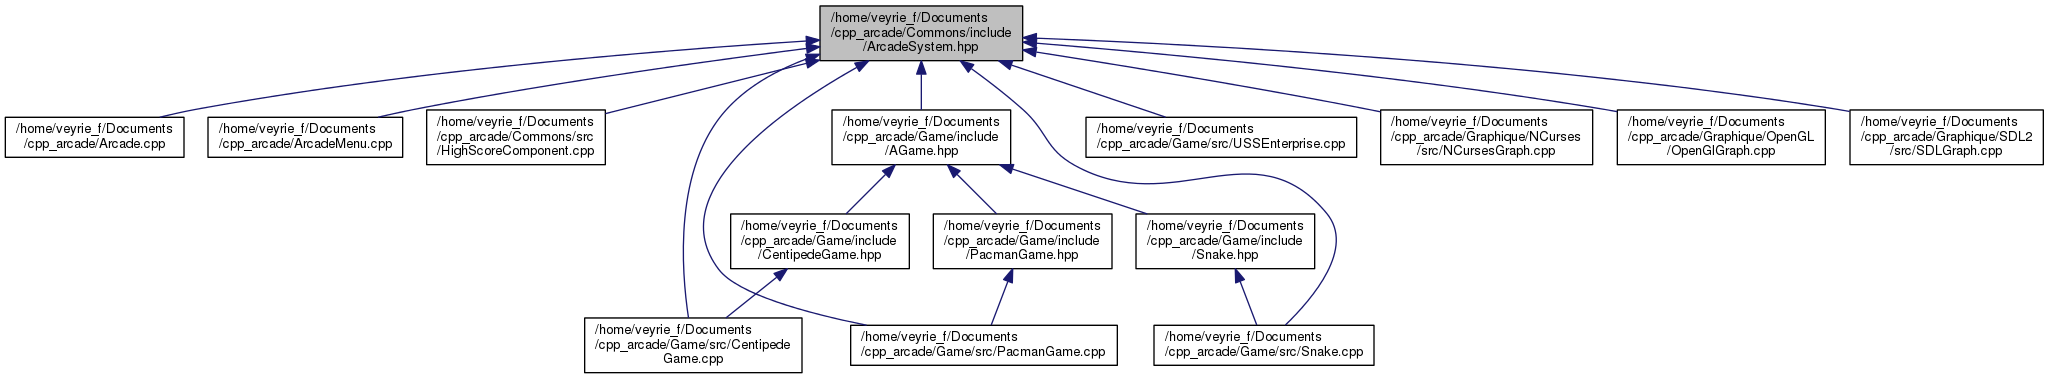 /home/veyrie_f/Documents
/cpp_arcade/Commons/include
/ArcadeSystem.hpp
/home/veyrie_f/Documents
/cpp_arcade/Arcade.cpp
/home/veyrie_f/Documents
/cpp_arcade/ArcadeMenu.cpp
/home/veyrie_f/Documents
/cpp_arcade/Commons/src
/HighScoreComponent.cpp
/home/veyrie_f/Documents
/cpp_arcade/Game/include
/AGame.hpp
/home/veyrie_f/Documents
/cpp_arcade/Game/src/USSEnterprise.cpp
/home/veyrie_f/Documents
/cpp_arcade/Graphique/NCurses
/src/NCursesGraph.cpp
/home/veyrie_f/Documents
/cpp_arcade/Graphique/OpenGL
/OpenGlGraph.cpp
/home/veyrie_f/Documents
/cpp_arcade/Graphique/SDL2
/src/SDLGraph.cpp
/home/veyrie_f/Documents
/cpp_arcade/Game/include
/CentipedeGame.hpp
/home/veyrie_f/Documents
/cpp_arcade/Game/include
/PacmanGame.hpp
/home/veyrie_f/Documents
/cpp_arcade/Game/include
/Snake.hpp
/home/veyrie_f/Documents
/cpp_arcade/Game/src/Centipede
Game.cpp
/home/veyrie_f/Documents
/cpp_arcade/Game/src/PacmanGame.cpp
/home/veyrie_f/Documents
/cpp_arcade/Game/src/Snake.cpp